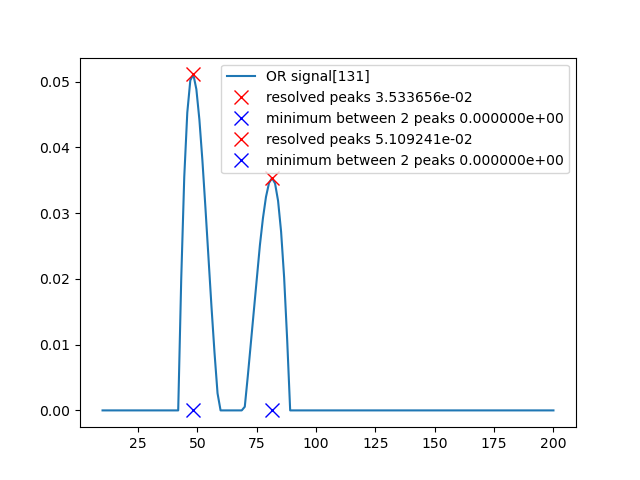 0.05
0.04
0.03
0.02
0.01
0.00
OR signal[131]
resolved peaks 3.533656e-02
minimum between 2 peaks 0.000000e+00
resolved peaks 5.109241e-02
minimum between 2 peaks 0.000000e+00
25 50 75 100 125 150 175 200